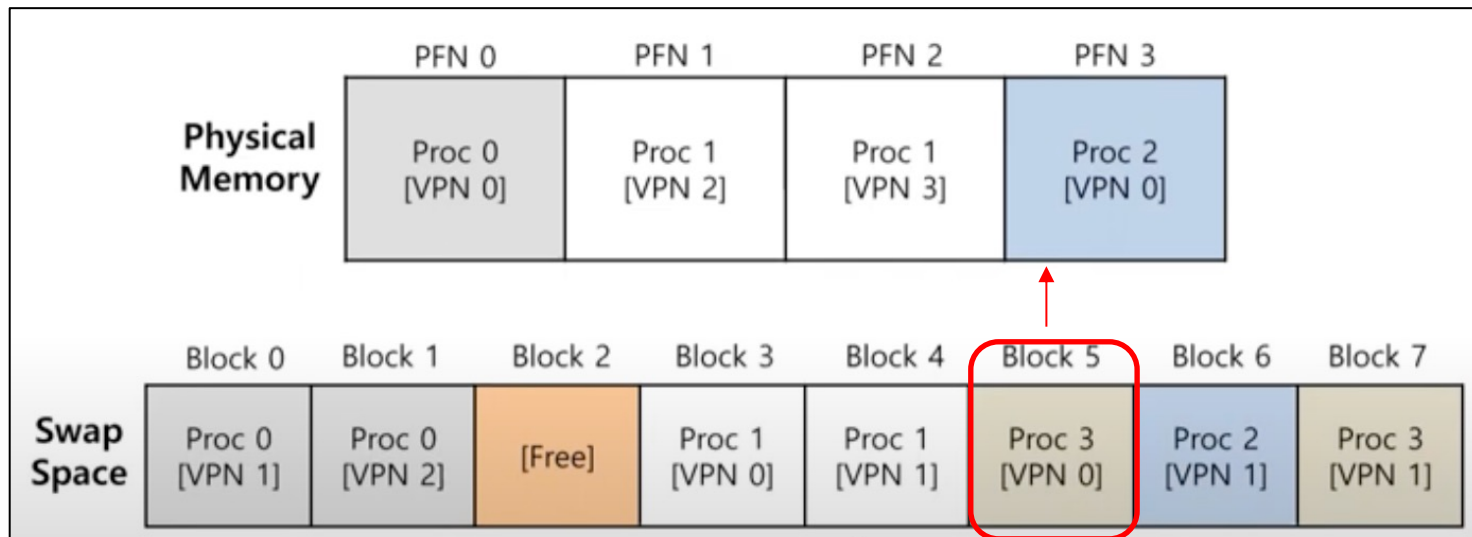 PFN 0 PFN 1 PFN 2 PFN 3
Physical
Memory
Proc 0 Proc 1 Proc 1 Proc 2
[VPN 0] [VPN 2] [VPN 3] [VPN 0]
Block 0 Block 1 Block 2 Block 3 Block 4 Block 5 Block 6 Block 7
Swap
Space
Proc 0 Proc 0 [Free] Proc 1 Proc 1 Proc 3 Proc 2 Proc 3
[VPN 1] [VPN 2] [VPN 0] [VPN 1] [VPN 0] [VPN 1] [VPN 1]